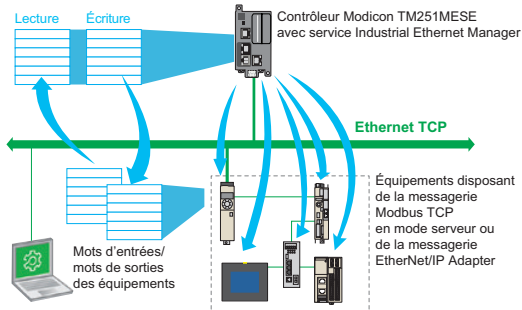 Lecture
Écriture
Contrôleur Modicon TM251MESE
avec service Industrial Ethernet Manager
Ethernet TCP
Équipements disposant
de la messagerie
Modbus TCP
en mode serveur ou
de la messagerie
EtherNet/IP Adapter
Mots d'entrées/
mots de sorties
des équipements